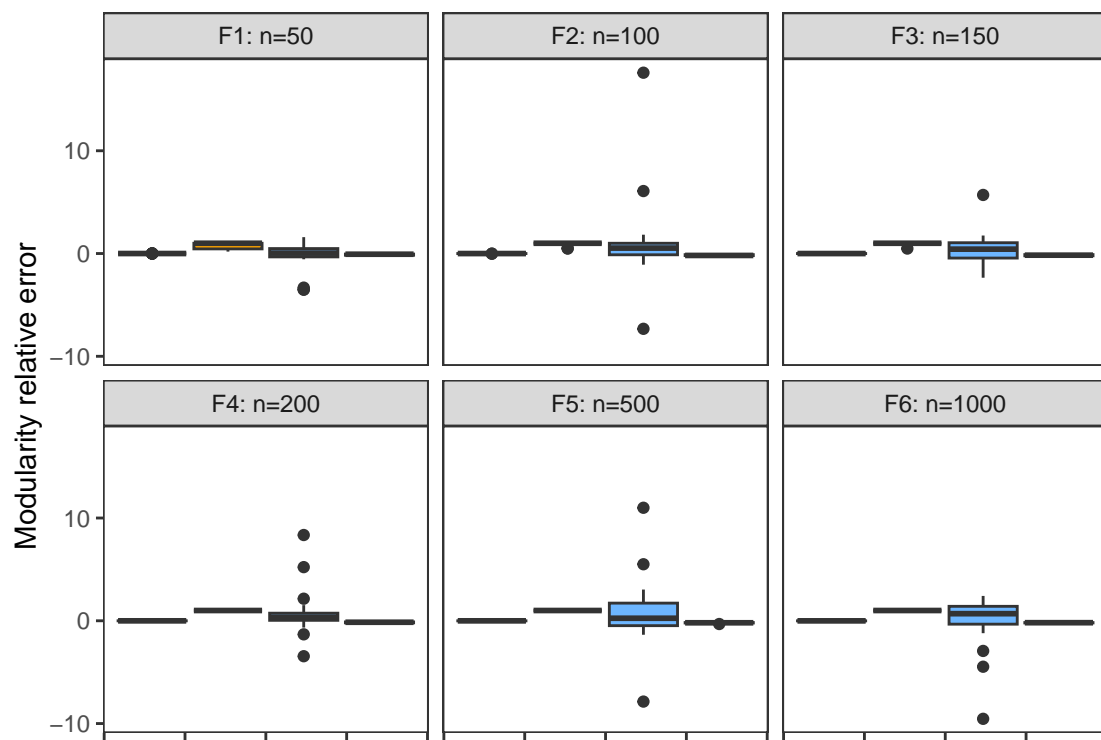 F1: n=50
F2: n=100
F3: n=150
10
0
−10
F4: n=200
F5: n=500
F6: n=1000
10
0
−10
Modularity relative error